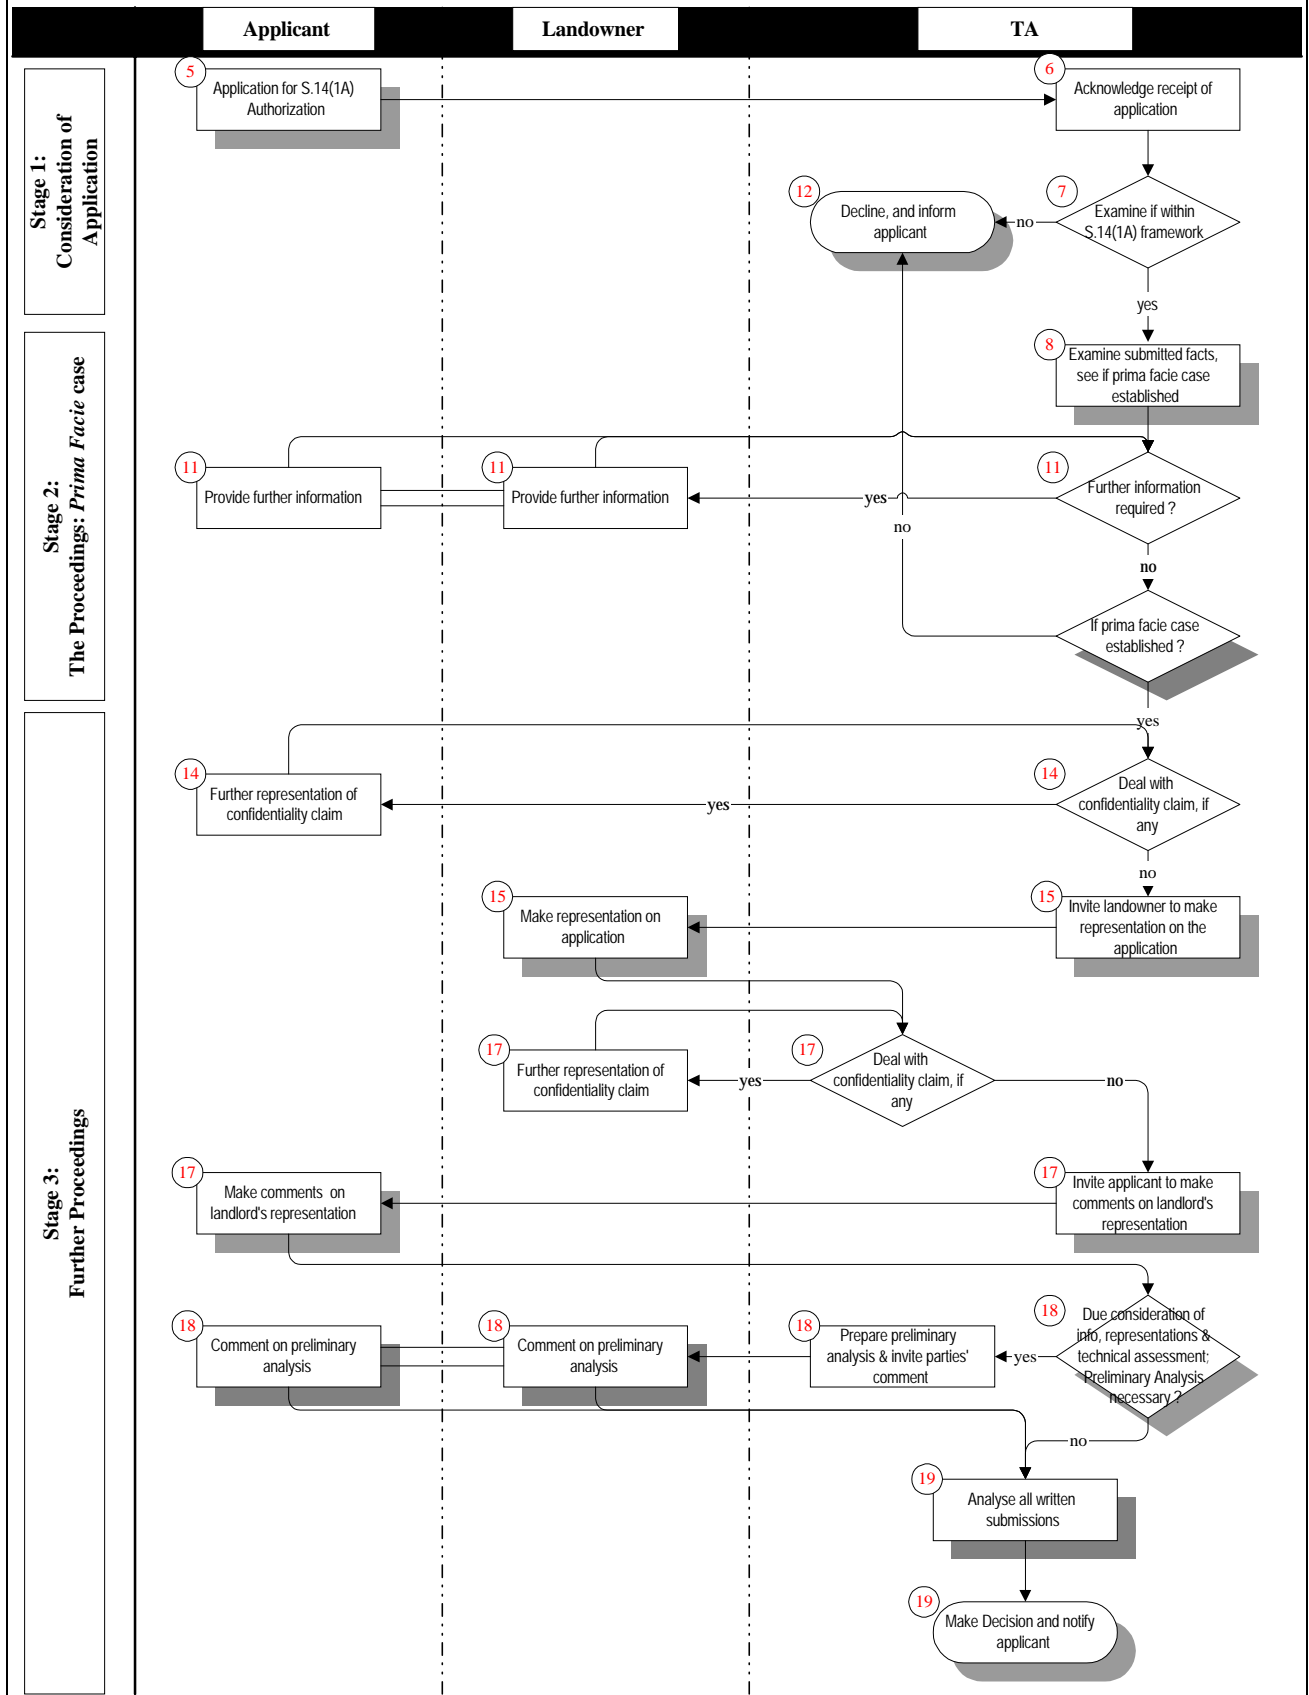 Applicant
Landowner
TA
Stage 1:
Consideration of
Application
5
Application for S.14(1A)
Authorization
6
Acknowledge receipt of
application
12
Decline, and inform
applicant
no
7
Examine if within
S.14(1A) framework
yes
Stage 2:
The Proceedings: Prima Facie case
8
Examine submitted facts,
see if prima facie case
established
11
Provide further information
11
Provide further information
yes
11
Further information
required ?
no
no
If prima facie case
established ?
yes
Stage 3:
Further Proceedings
14
Further representation of
confidentiality claim
yes
14
Deal with
confidentiality claim, if
any
no
15
Make representation on
application
15
Invite landowner to make
representation on the
application
17
Further representation of
confidentiality claim
yes
17
Deal with
confidentiality claim, if
any
no
17
Make comments on
landlord's representation
17
Invite applicant to make
comments on landlord's
representation
18
Comment on preliminary
analysis
18
Comment on preliminary
analysis
18
Prepare preliminary
analysis & invite parties'
comment
yes
18
Due consideration of
info, representations &
technical assessment;
Preliminary Analysis
necessary ?
no
19
Analyse all written
submissions
19
Make Decision and notify
applicant